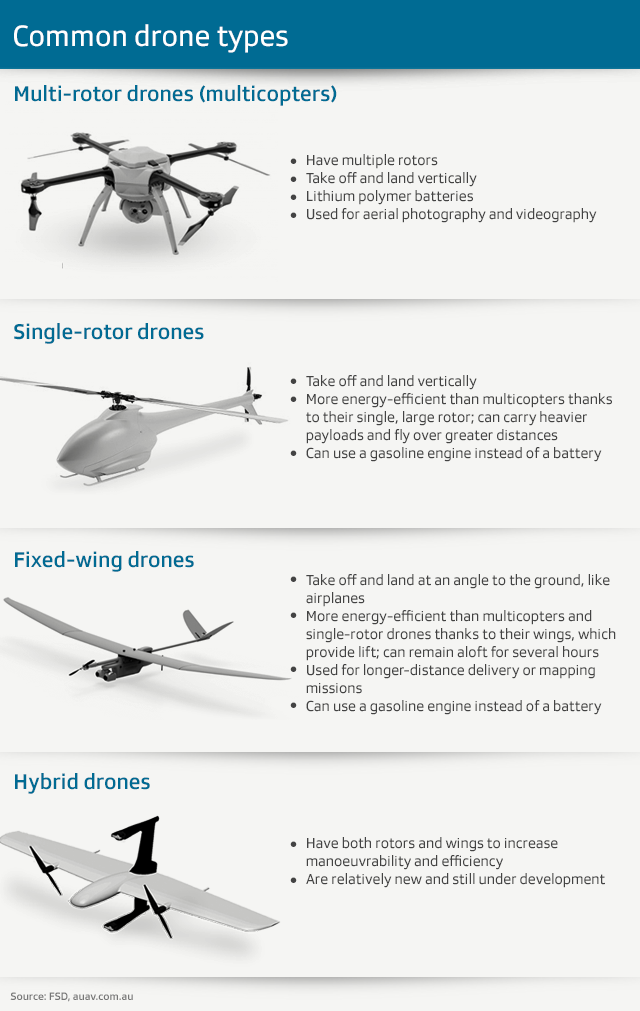 Common drone types
Multi-rotor drones (multicopters)
• Have multiple rotors
• Take off and land vertically
• Lithium polymer batteries
• Used for aerial photography and videography
Single-rotor drones
• Take off and land vertically
• More energy-efficient than multicopters thanks
to their single, large rotor; can carry heavier
payloads and fly over greater distances
• Can use a gasoline engine instead of a battery
Fixed-wing drones
• Take off and land at an angle to the ground, like
airplanes
• More energy-efficient than multicopters and
single-rotor drones thanks to their wings, which
provide lift; can remain aloft for several hours
• Used for longer-distance delivery or mapping
missions
• Can use a gasoline engine instead of a battery
Hybrid drones
• Have both rotors and wings to increase
manoeuvrability and efficiency
• Are relatively new and still under development
Source: FSD, auav.com.au